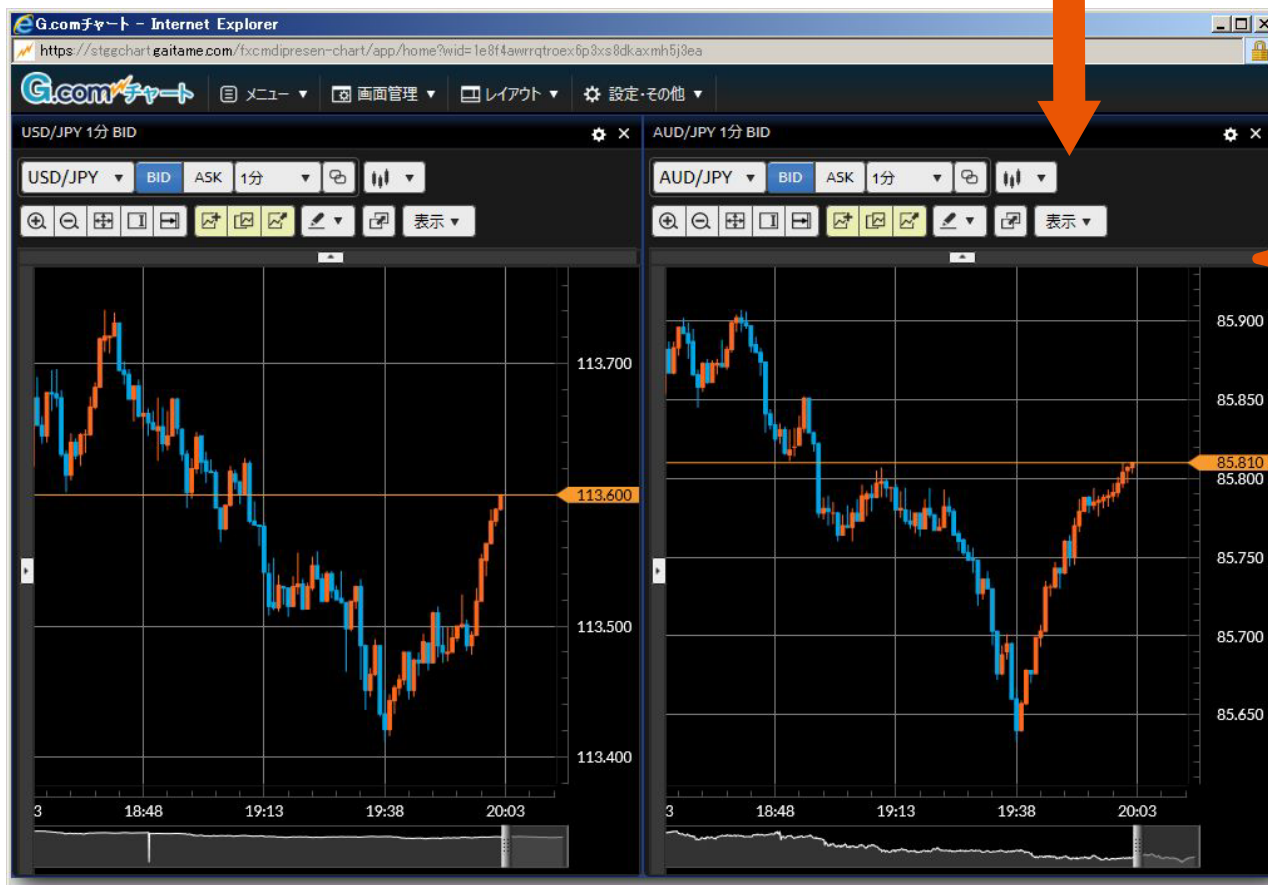 G.comチャート - Internet Explorer
https://steechart.gaitame.com/fxcmdipresen-chart/app/home?wid=1e8f4awrrqtroex6p3xs8dkaxmh5j3ea
G.comチャート メニュー ▼ 画面管理 ▼ レイアウト ▼ 設定・その他 ▼
USD/JPY 1分 BID
USD/JPY ▼ BID ASK 1分 ▼
表示 ▼
113.700
113.600
113.500
113.400
3 18:48 19:13 19:38 20:03
AUD/JPY 1分 BID
AUD/JPY ▼ BID ASK 1分 ▼
表示 ▼
85.900
85.850
85.810
85.800
85.750
85.700
85.650
3 18:48 19:13 19:38 20:03